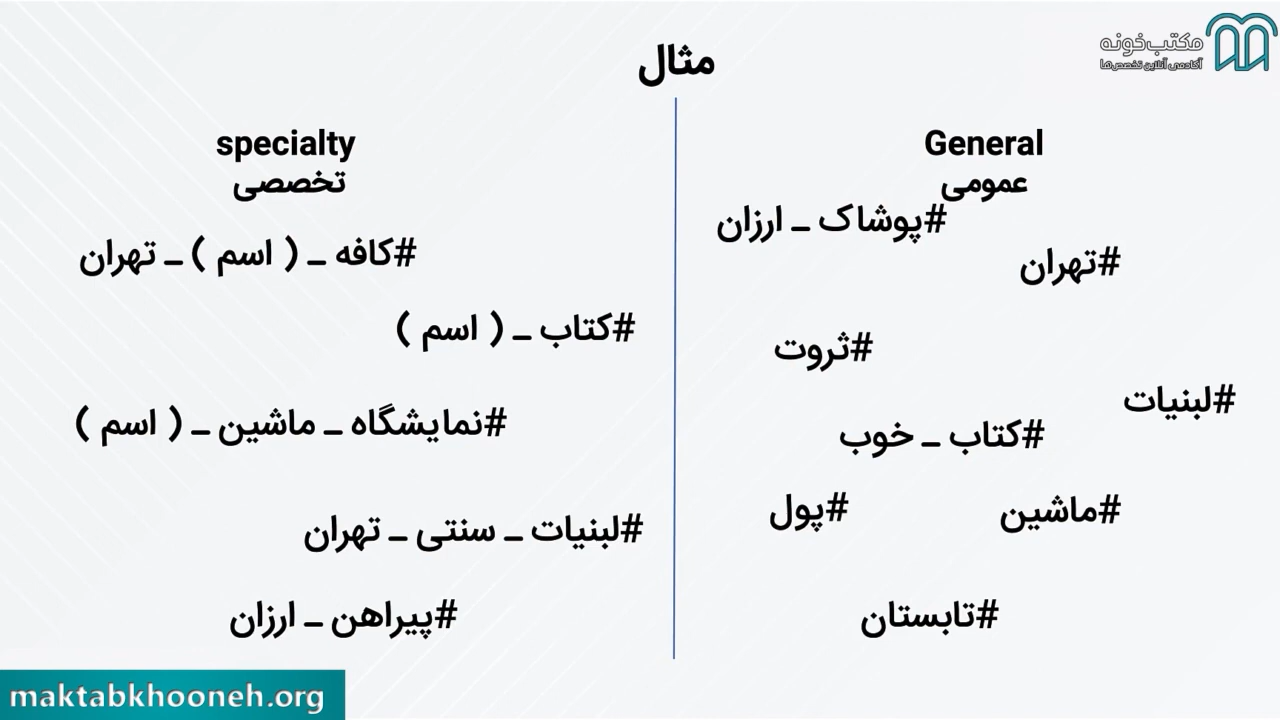 مکتب‌خونه
آکادمی آنلاین تخصص‌ها
مثال
General
عمومی
#پوشاک ـ ارزان
#تهران
#ثروت
#لبنیات
#کتاب ـ خوب
#ماشین
#پول
#تابستان
specialty
تخصصی
#کافه ـ ( اسم ) ـ تهران
#کتاب ـ ( اسم )
#نمایشگاه ـ ماشین ـ ( اسم )
#لبنیات ـ سنتی ـ تهران
#پیراهن ـ ارزان
maktabkhooneh.org